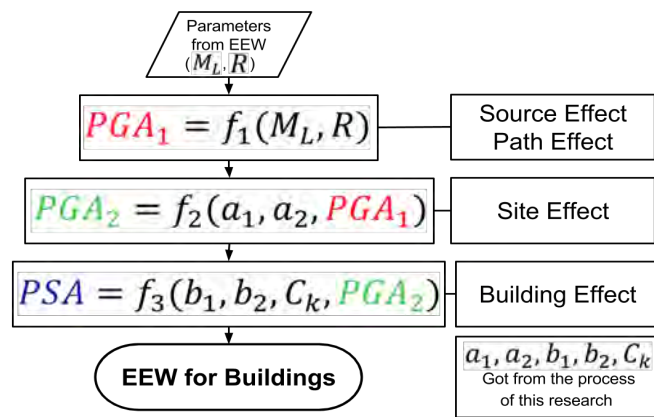 Parameters
from EEW
(M_L, R)
PGA_1 = f_1(M_L, R)
Source Effect
Path Effect
PGA_2 = f_2(a_1, a_2, PGA_1)
Site Effect
PSA = f_3(b_1, b_2, C_k, PGA_2)
Building Effect
EEW for Buildings
a_1, a_2, b_1, b_2, C_k
Got from the process
of this research